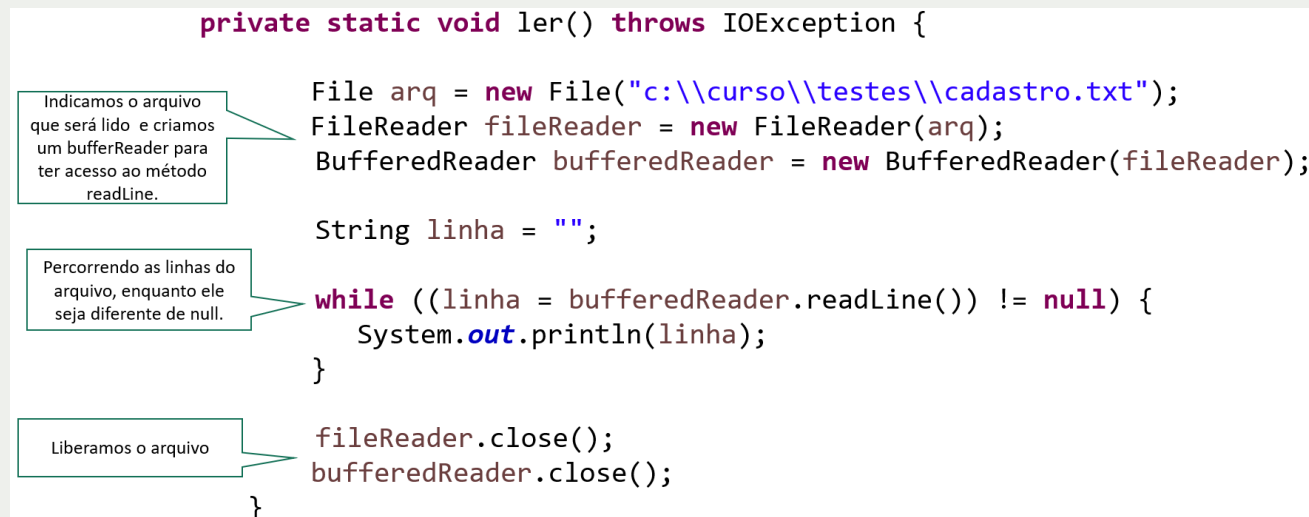 private static void ler() throws IOException {
Indicamos o arquivo
que será lido e criamos
um bufferReader para
ter acesso ao método
readLine.
File arq = new File("c:\\curso\\testes\\cadastro.txt");
FileReader fileReader = new FileReader(arq);
BufferedReader bufferedReader = new BufferedReader(fileReader);
String linha = "";
Percorrendo as linhas do
arquivo, enquanto ele
seja diferente de null.
while ((linha = bufferedReader.readLine()) != null) {
System.out.println(linha);
}
Liberamos o arquivo
fileReader.close();
bufferedReader.close();
}